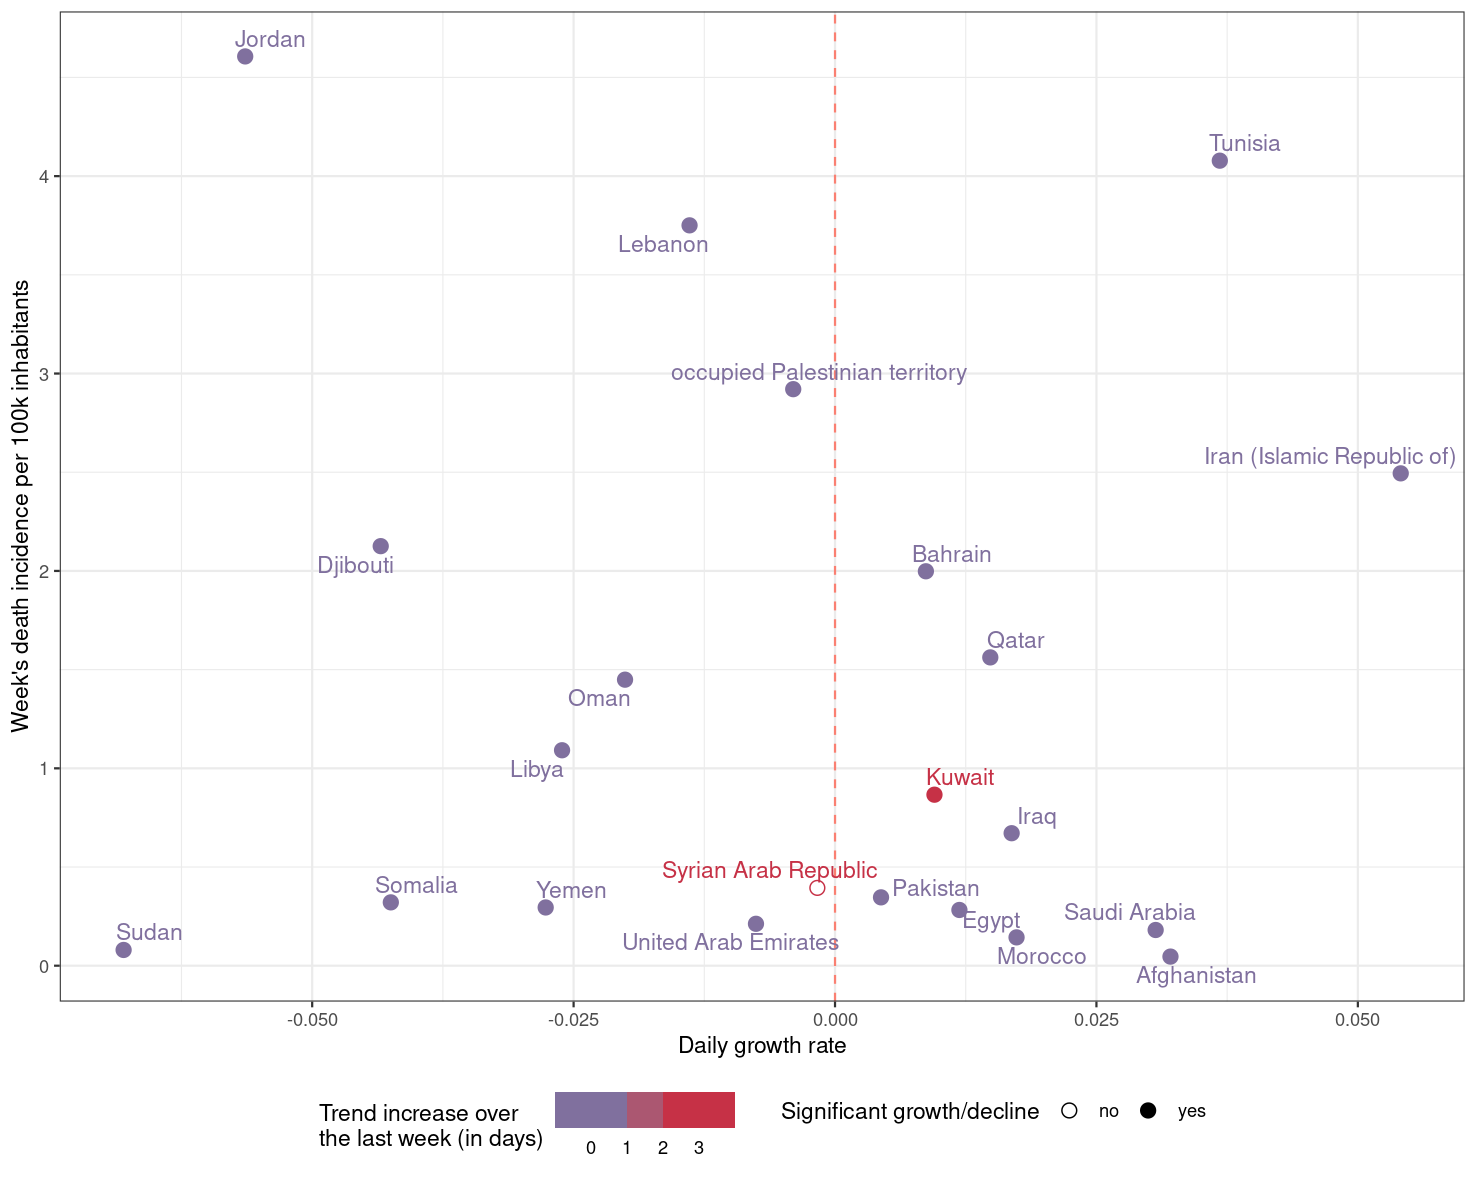 Jordan
Tunisia
Lebanon
occupied Palestinian territory
Iran (Islamic Republic of)
Djibouti
Bahrain
Qatar
Oman
Libya
Kuwait
Iraq
Syrian Arab Republic
Somalia
Yemen
Pakistan
Saudi Arabia
Egypt
Sudan
United Arab Emirates
Morocco
Afghanistan
4
3
2
1
0
Week's death incidence per 100k inhabitants
-0.050
-0.025
0.000
0.025
0.050
Daily growth rate
Trend increase over
the last week (in days)
0
1
2
3
Significant growth/decline
no
yes